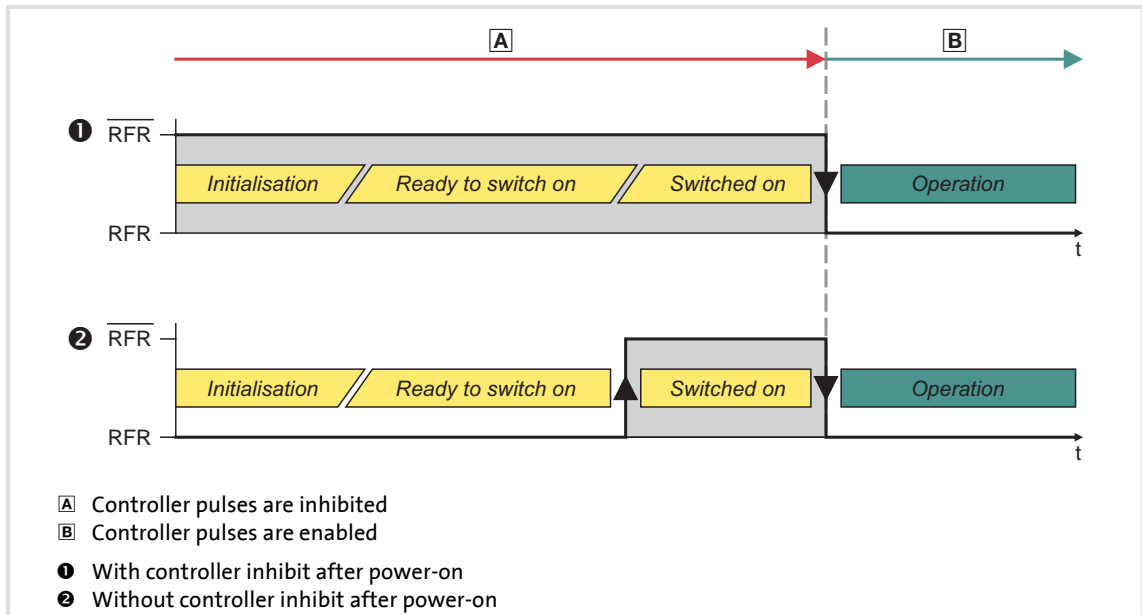 A B
❶ R̅F̅R̅
Initialisation Ready to switch on Switched on Operation
RFR
t
❷ R̅F̅R̅
Initialisation Ready to switch on Switched on Operation
RFR
t
A Controller pulses are inhibited
B Controller pulses are enabled
❶ With controller inhibit after power-on
❷ Without controller inhibit after power-on